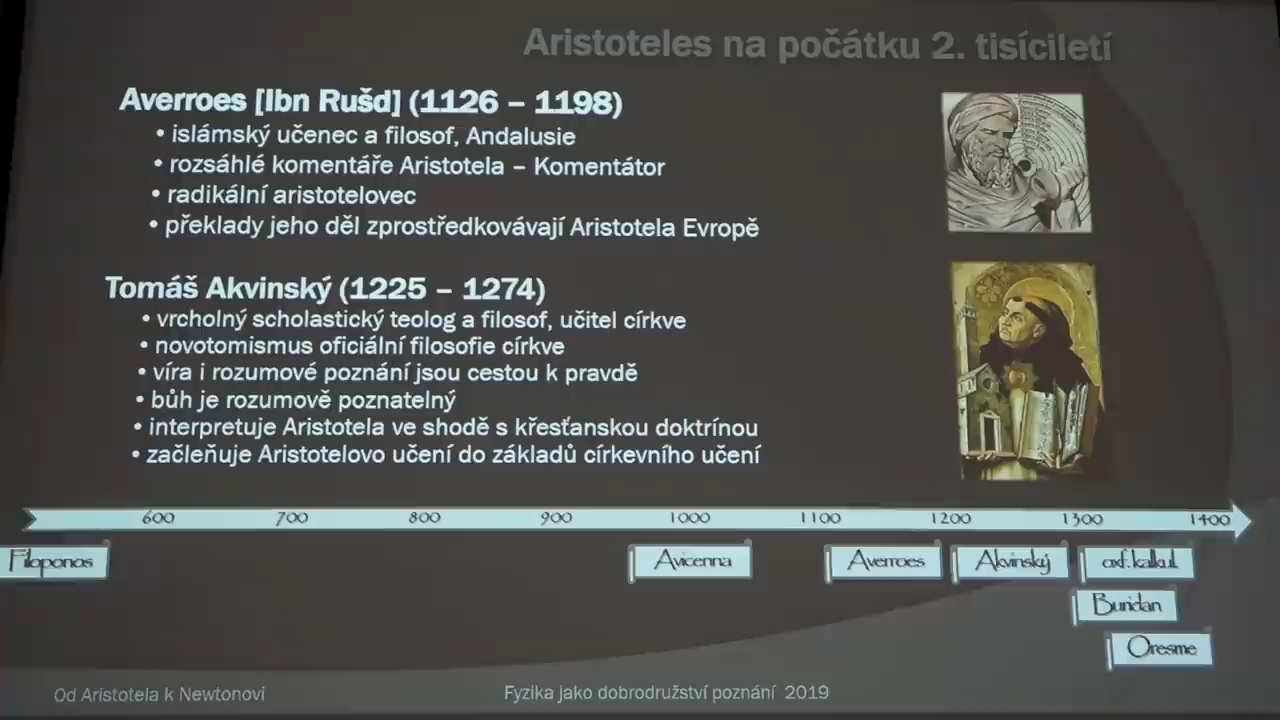 Aristoteles na počátku 2. tisíciletí
Averroes [Ibn Rušd] (1126 – 1198)
• islámský učenec a filosof, Andalusie
• rozsáhlé komentáře Aristotela – Komentátor
• radikální aristotelovec
• překlady jeho děl zprostředkovávají Aristotela Evropě
Tomáš Akvinský (1225 – 1274)
• vrcholný scholastický teolog a filosof, učitel církve
• novotomismus oficiální filosofie církve
• víra i rozumové poznání jsou cestou k pravdě
• bůh je rozumově poznatelný
• interpretuje Aristotela ve shodě s křesťanskou doktrínou
• začleňuje Aristotelovo učení do základů církevního učení
600 700 800 900 1000 1100 1200 1300 1400
Filoponos Avicenna Averroes Akvinský oxf. kalkul.
Buridan
Oresme
Od Aristotela k Newtonovi
Fyzika jako dobrodružství poznání 2019